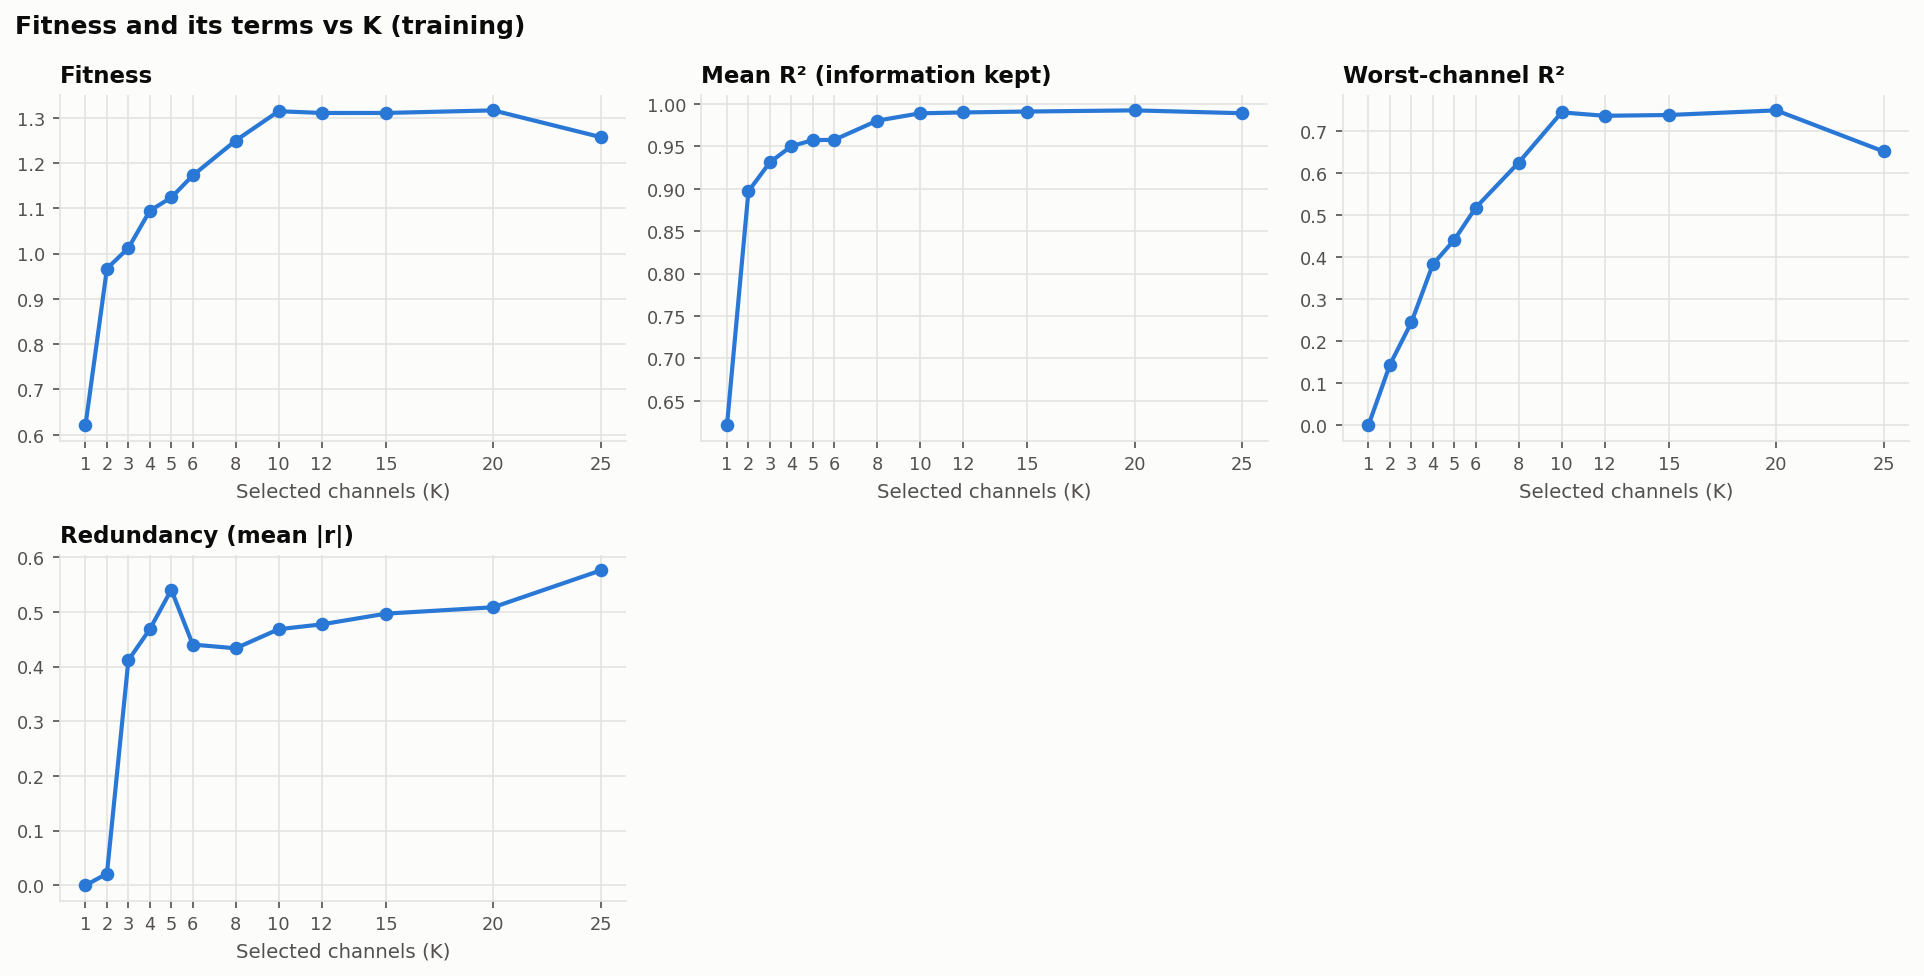 Fitness and its terms vs K (training)
Fitness
1.3
1.2
1.1
1.0
0.9
0.8
0.7
0.6
1 2 3 4 5 6 8 10 12 15 20 25
Selected channels (K)
Mean R² (information kept)
1.00
0.95
0.90
0.85
0.80
0.75
0.70
0.65
1 2 3 4 5 6 8 10 12 15 20 25
Selected channels (K)
Worst-channel R²
0.7
0.6
0.5
0.4
0.3
0.2
0.1
0.0
1 2 3 4 5 6 8 10 12 15 20 25
Selected channels (K)
Redundancy (mean |r|)
0.6
0.5
0.4
0.3
0.2
0.1
0.0
1 2 3 4 5 6 8 10 12 15 20 25
Selected channels (K)